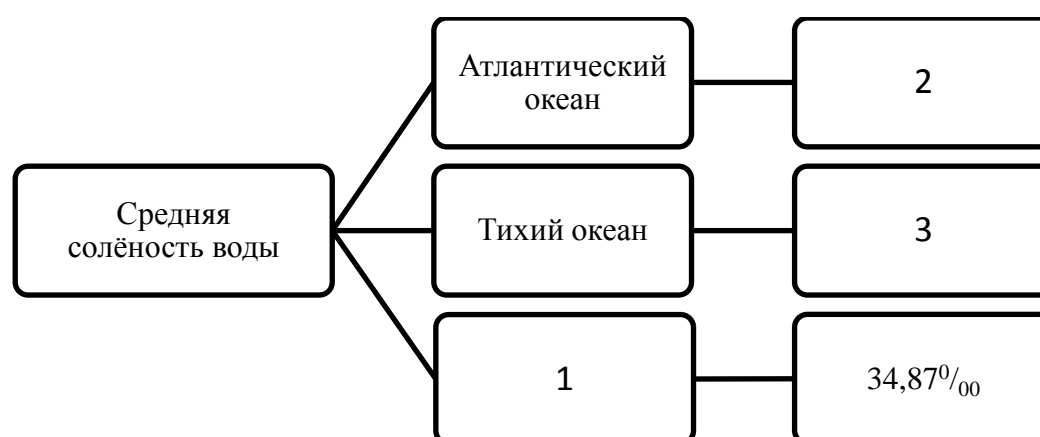 Атлантический
океан
2
Средняя
солёность воды
Тихий океан
3
1
34,87⁰/₀₀